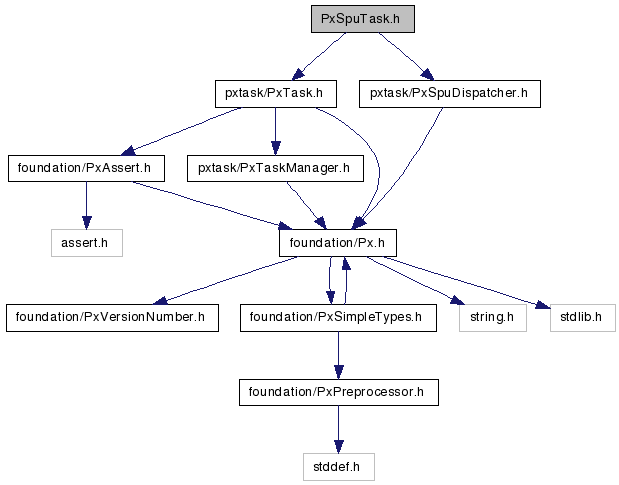 PxSpuTask.h
pxtask/PxTask.h
pxtask/PxSpuDispatcher.h
foundation/PxAssert.h
pxtask/PxTaskManager.h
assert.h
foundation/Px.h
foundation/PxVersionNumber.h
foundation/PxSimpleTypes.h
string.h
stdlib.h
foundation/PxPreprocessor.h
stddef.h